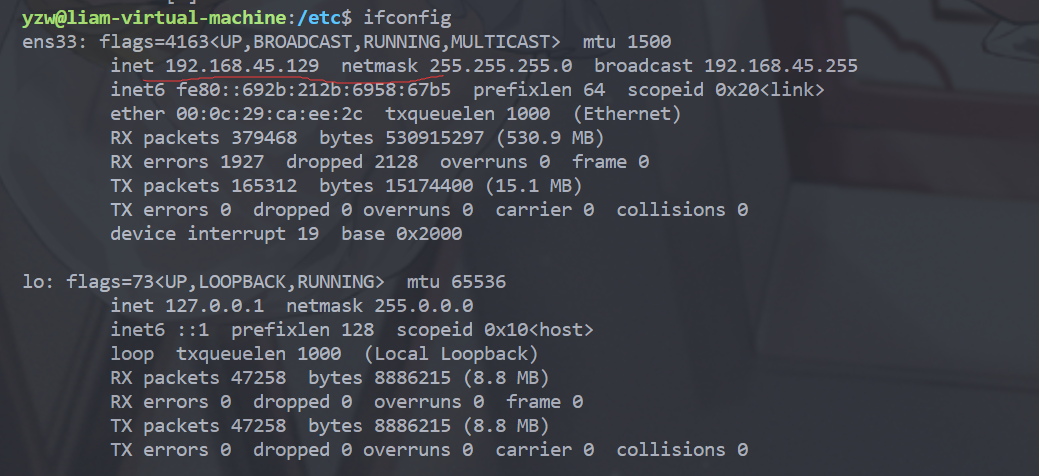 yzw@liam-virtual-machine:/etc$ ifconfig
ens33: flags=4163<UP,BROADCAST,RUNNING,MULTICAST>  mtu 1500
        inet 192.168.45.129  netmask 255.255.255.0  broadcast 192.168.45.255
        inet6 fe80::692b:212b:6958:67b5  prefixlen 64  scopeid 0x20<link>
        ether 00:0c:29:ca:ee:2c  txqueuelen 1000  (Ethernet)
        RX packets 379468  bytes 530915297 (530.9 MB)
        RX errors 1927  dropped 2128  overruns 0  frame 0
        TX packets 165312  bytes 15174400 (15.1 MB)
        TX errors 0  dropped 0 overruns 0  carrier 0  collisions 0
        device interrupt 19  base 0x2000

lo: flags=73<UP,LOOPBACK,RUNNING>  mtu 65536
        inet 127.0.0.1  netmask 255.0.0.0
        inet6 ::1  prefixlen 128  scopeid 0x10<host>
        loop  txqueuelen 1000  (Local Loopback)
        RX packets 47258  bytes 8886215 (8.8 MB)
        RX errors 0  dropped 0  overruns 0  frame 0
        TX packets 47258  bytes 8886215 (8.8 MB)
        TX errors 0  dropped 0 overruns 0  carrier 0  collisions 0